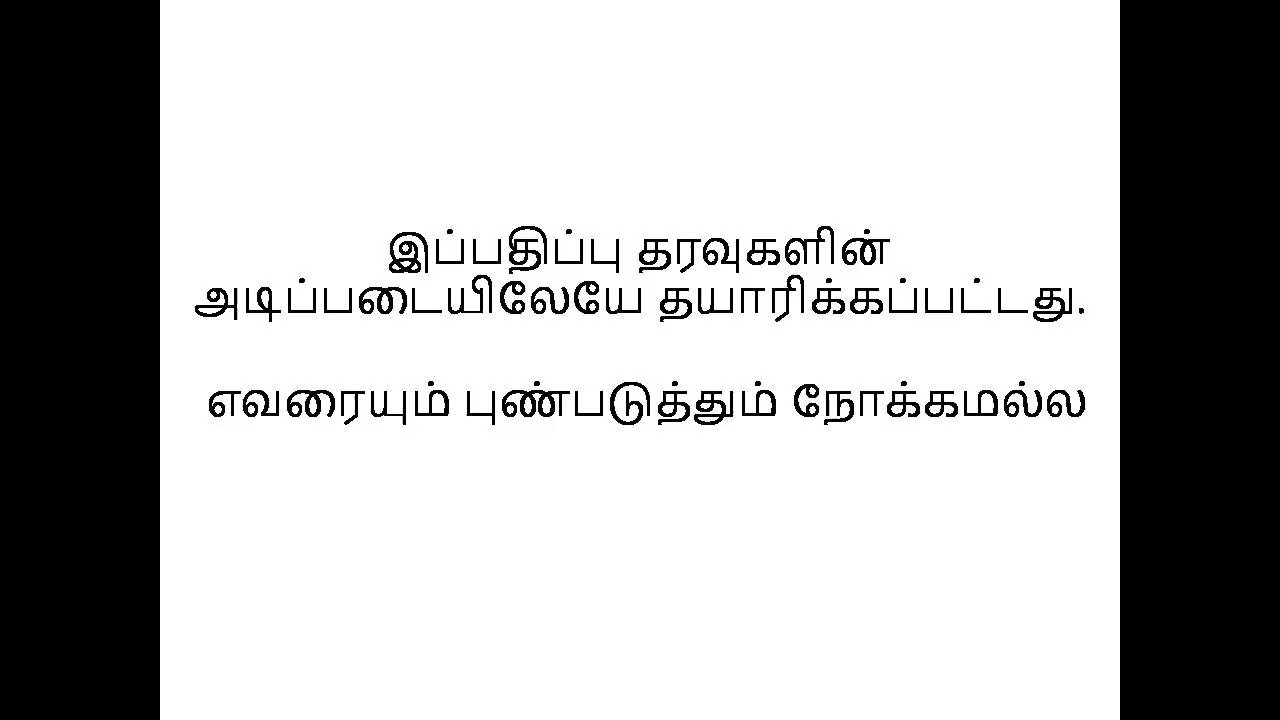 இப்பதிப்பு தரவுகளின்
அடிப்படையிலேயே தயாரிக்கப்பட்டது.
எவரையும் புண்படுத்தும் நோக்கமல்ல